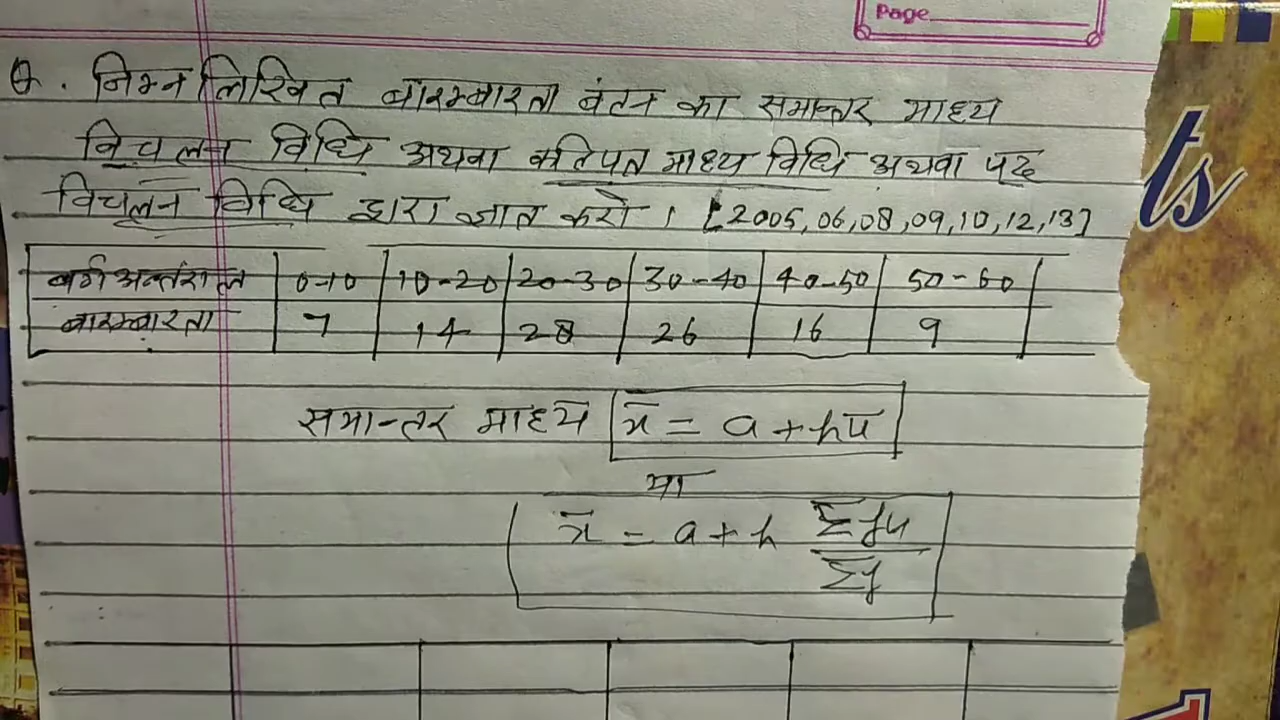 Page
Q. निम्न लिखित बारम्बारता बंटन का समान्तर माध्य
विचलन विधि अथवा कल्पित माध्य विधि अथवा पद
विचलन विधि द्वारा ज्ञात करो। [2005,06,08,09,10,12,13]
वर्ग अन्तराल 0-10 10-20 20-30 30-40 40-50 50-60
बारम्बारता 7 14 28 26 16 9
समान्तर माध्य x̄ = a + hū
या
x̄ = a + h Σfu
Σf
ts